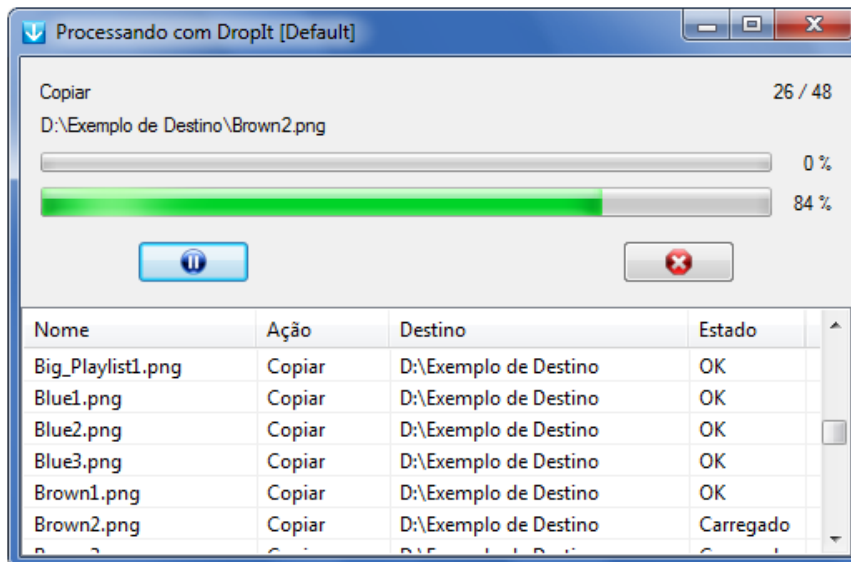 Processando com DropIt [Default]
Copiar 26 / 48
D:\Exemplo de Destino\Brown2.png
0 %
84 %
Nome Ação Destino Estado
Big_Playlist1.png Copiar D:\Exemplo de Destino OK
Blue1.png Copiar D:\Exemplo de Destino OK
Blue2.png Copiar D:\Exemplo de Destino OK
Blue3.png Copiar D:\Exemplo de Destino OK
Brown1.png Copiar D:\Exemplo de Destino OK
Brown2.png Copiar D:\Exemplo de Destino Carregado